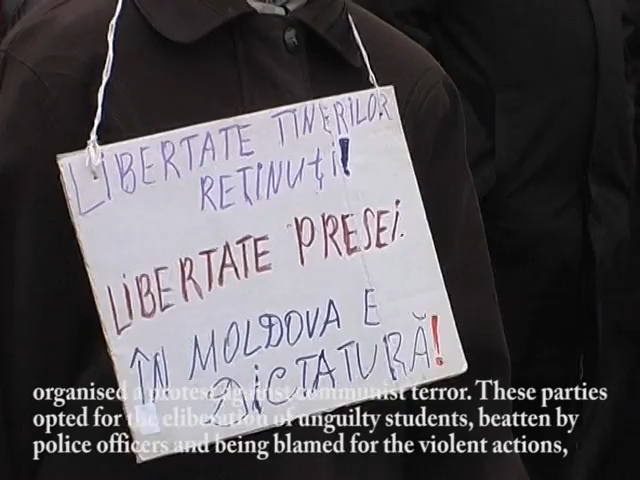 LIBERTATE TINERILOR
REȚINUȚI!
LIBERTATE PRESEI.
ÎN MOLDOVA E
DICTATURĂ!
organised a protest against communist terror. These parties
opted for the eliberation of unguilty students, beatten by
police officers and being blamed for the violent actions,